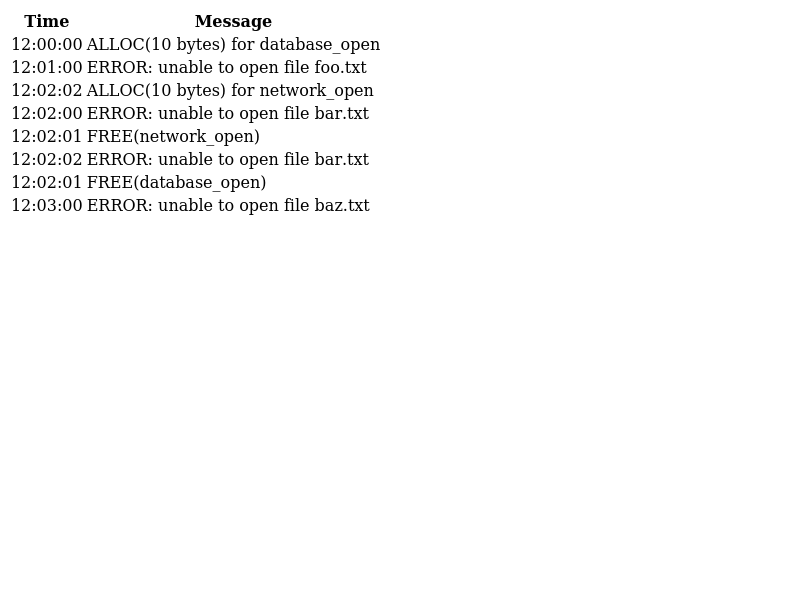 Time Message
12:00:00 ALLOC(10 bytes) for database_open
12:01:00 ERROR: unable to open file foo.txt
12:02:02 ALLOC(10 bytes) for network_open
12:02:00 ERROR: unable to open file bar.txt
12:02:01 FREE(network_open)
12:02:02 ERROR: unable to open file bar.txt
12:02:01 FREE(database_open)
12:03:00 ERROR: unable to open file baz.txt